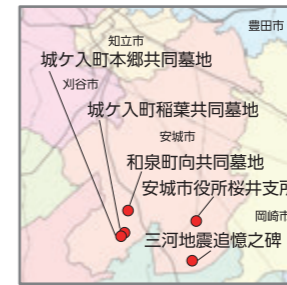 豊田市
知立市
城ケ入町本郷共同墓地
刈谷市
城ケ入町稲葉共同墓地
安城市
和泉町向共同墓地
安城市役所桜井支所
岡崎市
三河地震追憶之碑